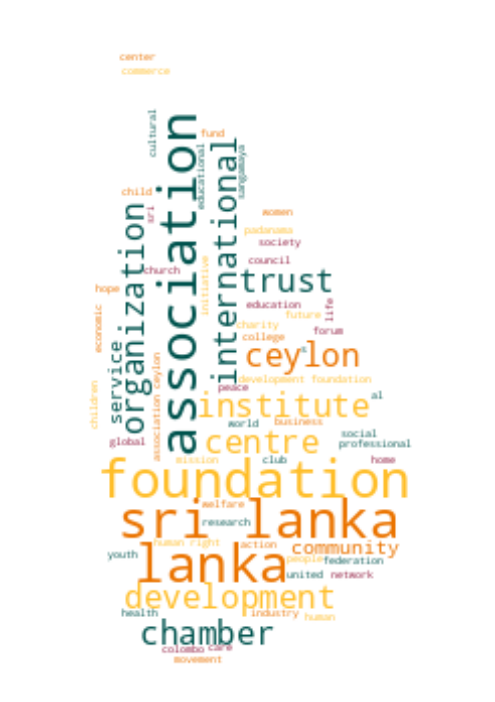 center
commerce
cultural
association
fund
educational
international
sangamaya
child
sri
organization
women
padanama
society
council
church
trust
hope
initiative
education
life
future
economic
charity
forum
college
ceylon
service
association ceylon
peace
development foundation
children
al
institute
world
business
global
centre
social
professional
mission
club
home
foundation
welfare
sri lanka
research
human right
action
community
youth
lanka
people
federation
united
network
development
health
industry
human
chamber
colombo
care
movement